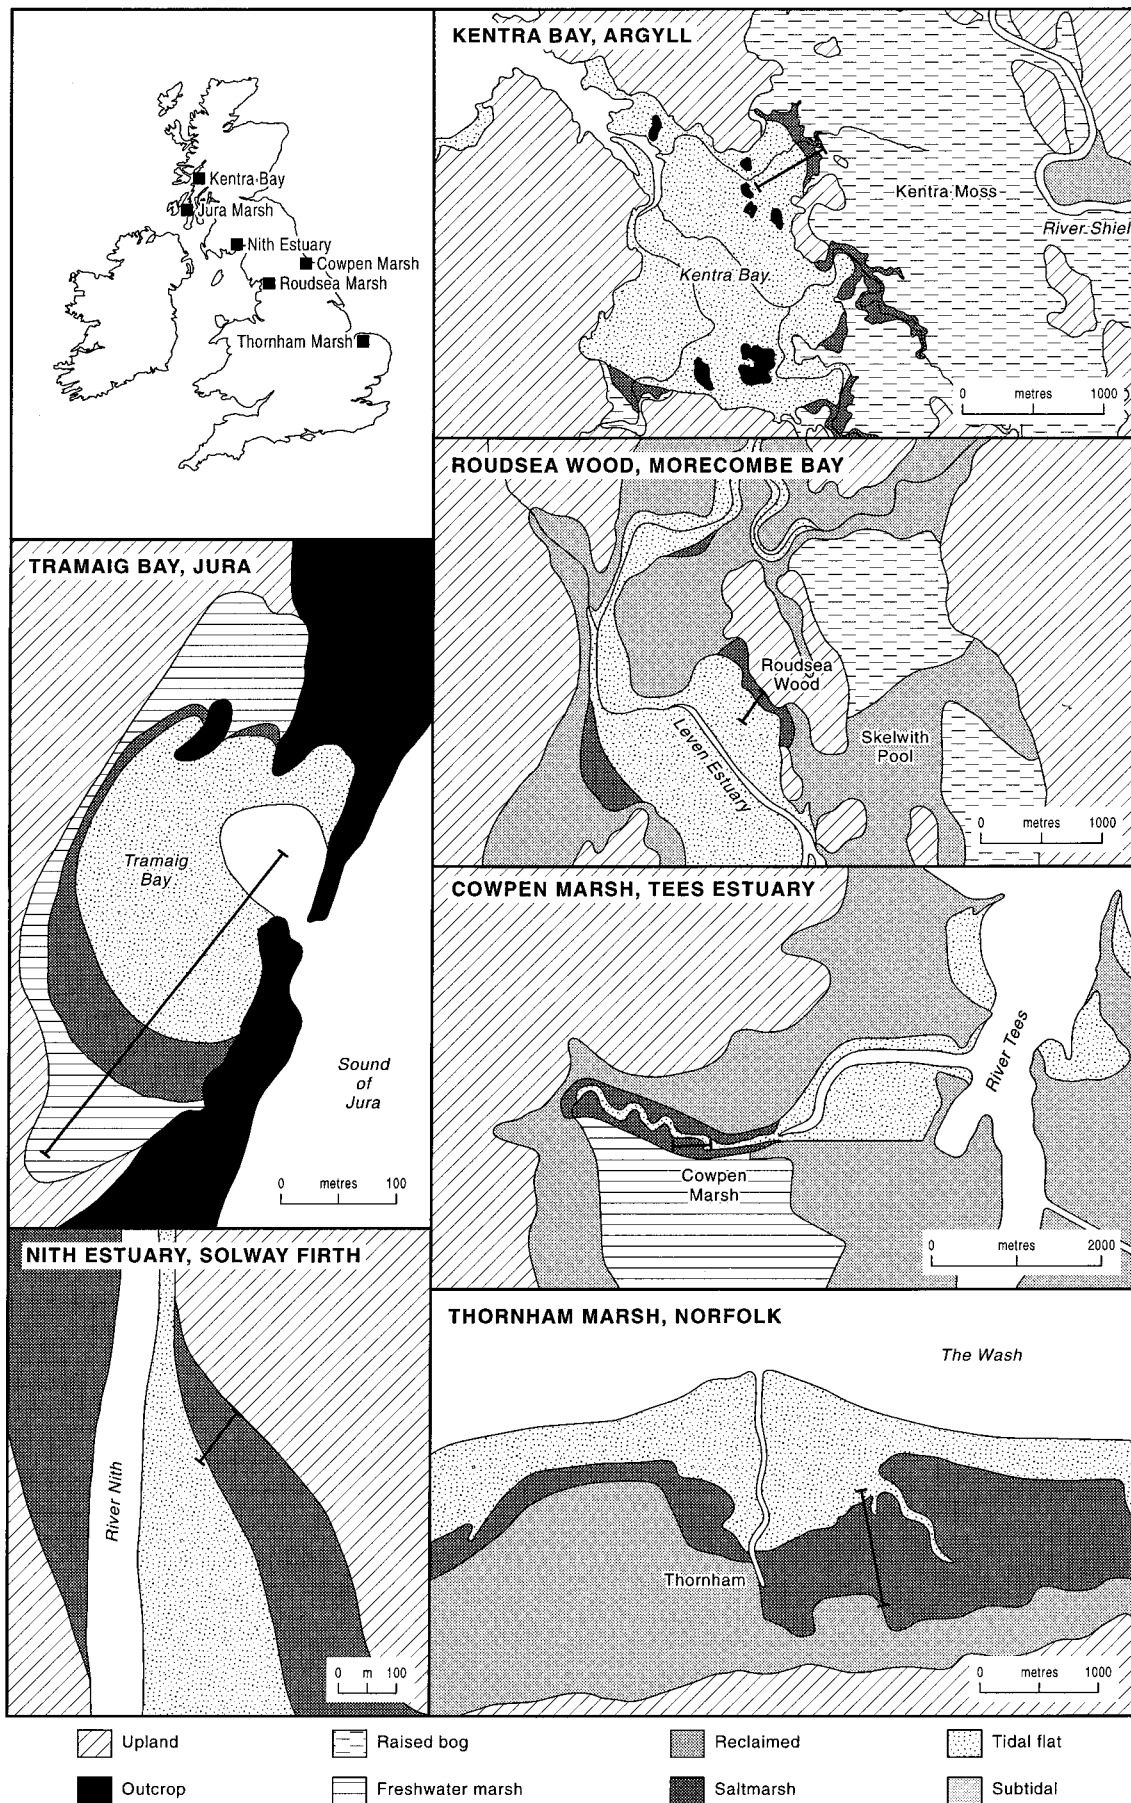 Kentra Bay
Jura Marsh
Nith Estuary
Cowpen Marsh
Roudsea Marsh
Thornham Marsh
KENTRA BAY, ARGYLL
Kentra Moss
River Shiel
Kentra Bay
0 metres 1000
ROUDSEA WOOD, MORECOMBE BAY
Roudsea
Wood
Leven Estuary
Skelwith
Pool
0 metres 1000
TRAMAIG BAY, JURA
Tramaig
Bay
Sound
of
Jura
0 metres 100
COWPEN MARSH, TEES ESTUARY
River Tees
Cowpen
Marsh
0 metres 2000
NITH ESTUARY, SOLWAY FIRTH
River Nith
0 m 100
THORNHAM MARSH, NORFOLK
The Wash
Thornham
0 metres 1000
Upland
Raised bog
Reclaimed
Tidal flat
Outcrop
Freshwater marsh
Saltmarsh
Subtidal